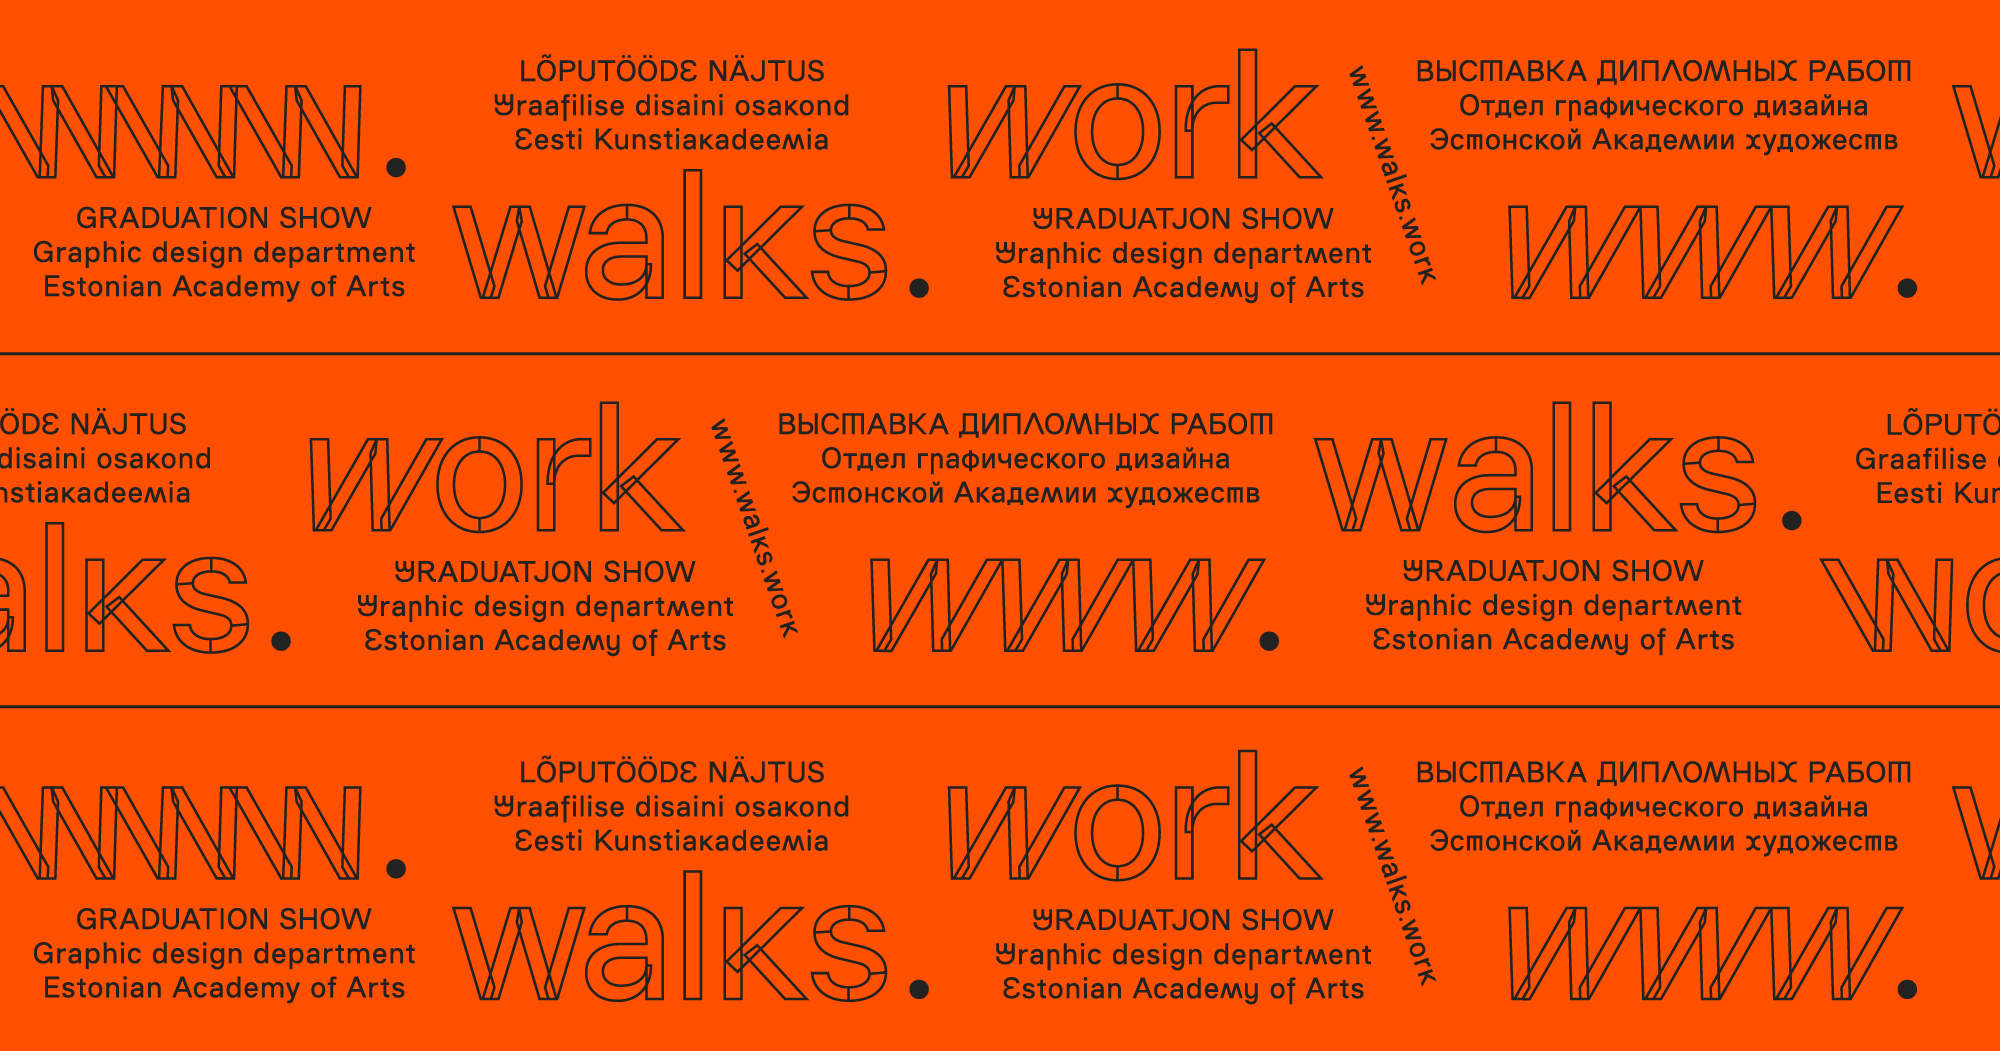 www.
GRADUATION SHOW
Graphic design department
Estonian Academy of Arts
LÕPUTÖÖDE NÄJTUS
Graafilise disaini osakond
Eesti Kunstiakadeemia
walks.
work
GRADUATJON SHOW
Graphic design department
Estonian Academy of Arts
www.walks.work
ВЫСТАВКА ДИПЛОМНЫХ РАБОТ
Отдел графического дизайна
Эстонской Академии художеств
www.
ÖDE NÄJTUS
disaini osakond
nstiakadeemia
alks.
work
GRADUATJON SHOW
Graphic design department
Estonian Academy of Arts
www.walks.work
ВЫСТАВКА ДИПЛОМНЫХ РАБОТ
Отдел графического дизайна
Эстонской Академии художеств
www.
walks.
GRADUATJON SHOW
Graphic design department
Estonian Academy of Arts
LÕPUTÖ
Graafilise
Eesti Kun
wo
www.
GRADUATION SHOW
Graphic design department
Estonian Academy of Arts
LÕPUTÖÖDE NÄJTUS
Graafilise disaini osakond
Eesti Kunstiakadeemia
walks.
work
GRADUATJON SHOW
Graphic design department
Estonian Academy of Arts
www.walks.work
ВЫСТАВКА ДИПЛОМНЫХ РАБОТ
Отдел графического дизайна
Эстонской Академии художеств
www.